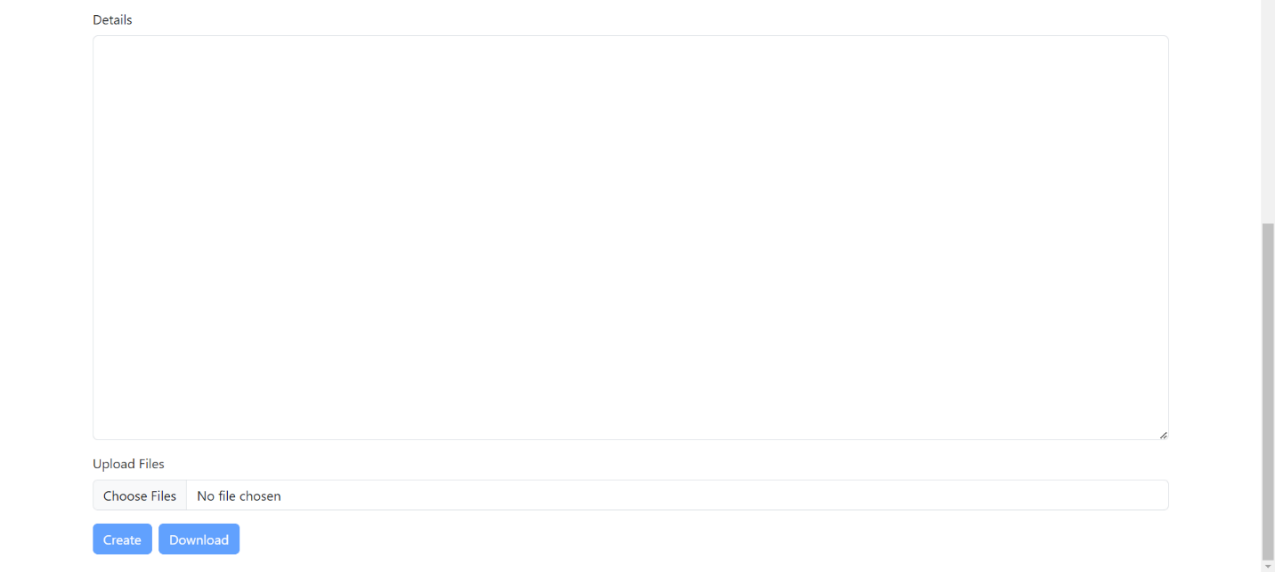 Details
Upload Files
Choose Files No file chosen
Create Download